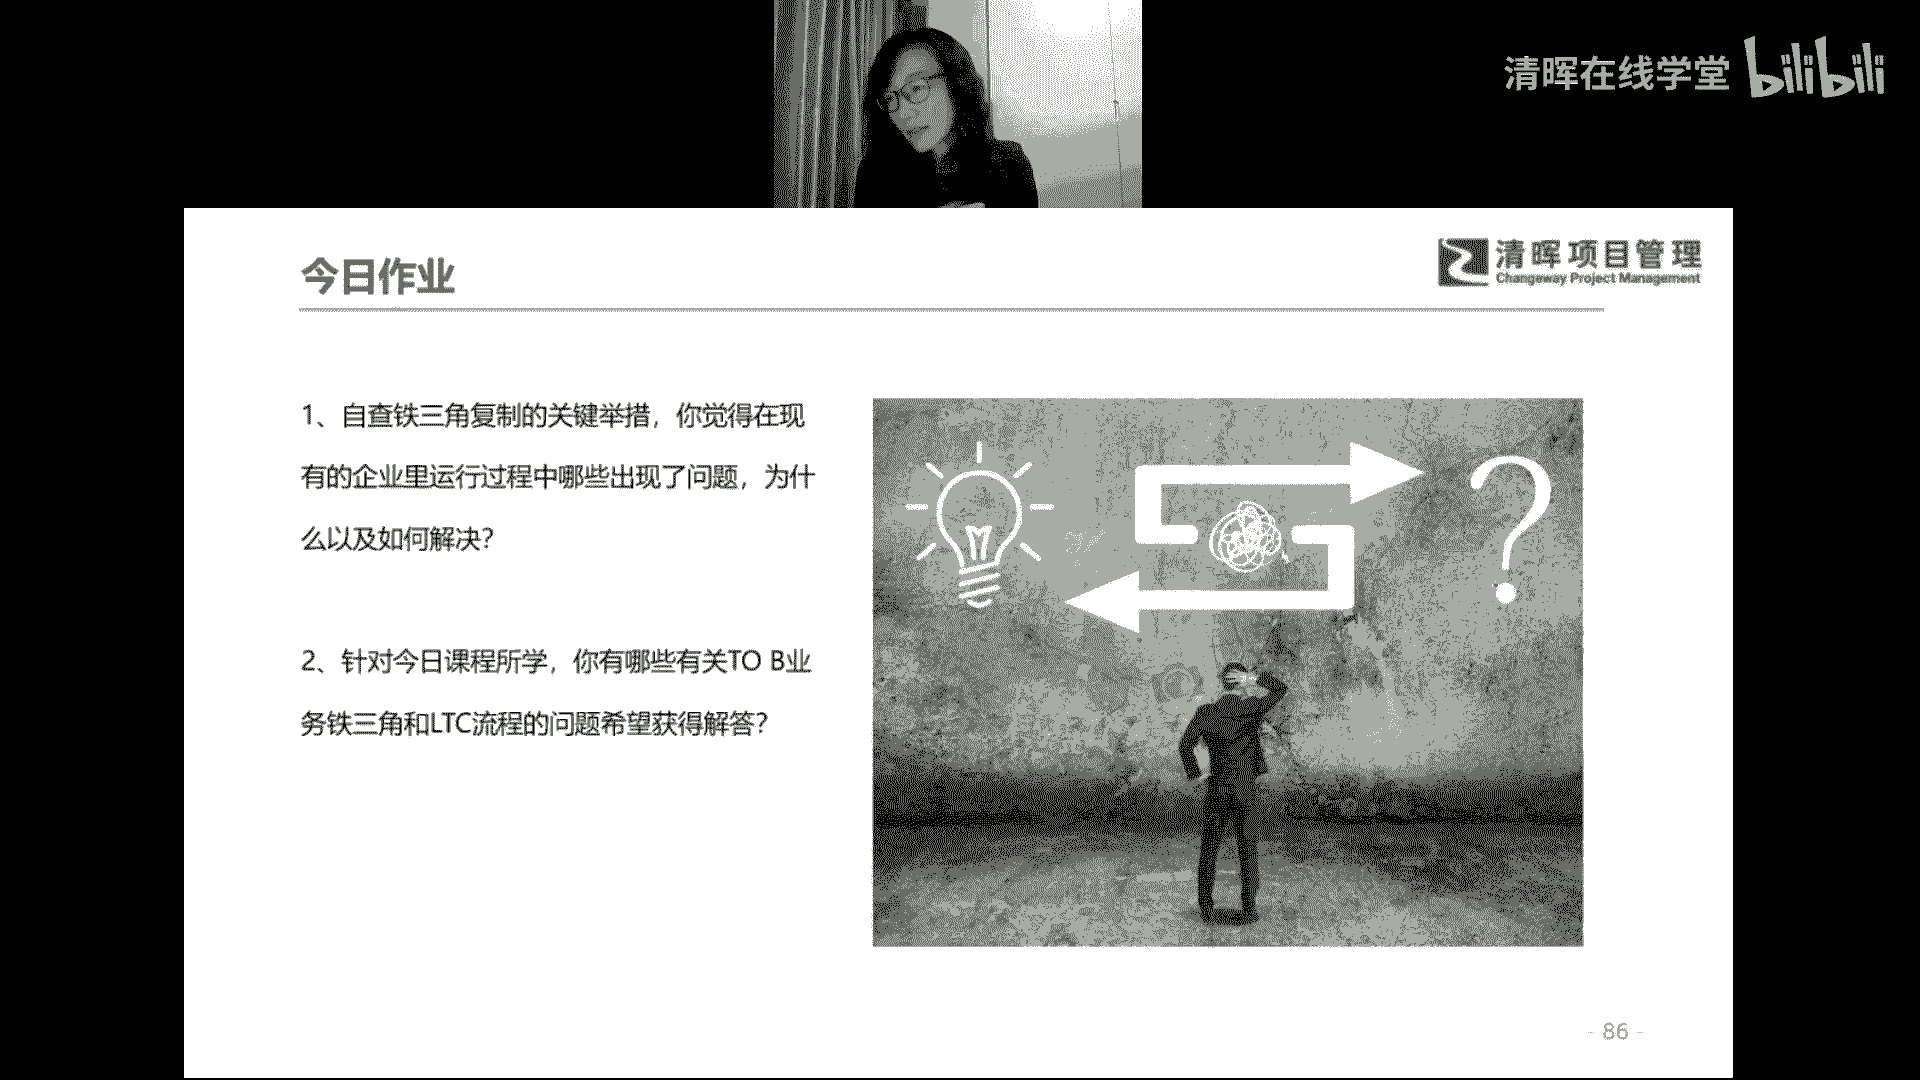 清晖在线学堂 bilibili
今日作业
清晖项目管理
Changeway Project Management
1、自查铁三角复制的关键举措，你觉得在现
有的企业里运行过程中哪些出现了问题，为什
么以及如何解决？
2、针对今日课程所学，你有哪些有关TO B业
务铁三角和LTC流程的问题希望获得解答？
- 86 -